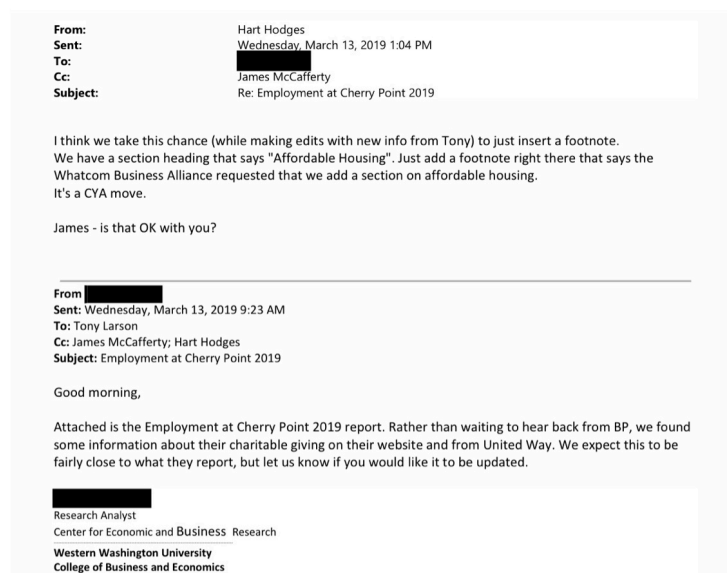 From: Hart Hodges
Sent: Wednesday, March 13, 2019 1:04 PM
To:
Cc: James McCafferty
Subject: Re: Employment at Cherry Point 2019
I think we take this chance (while making edits with new info from Tony) to just insert a footnote.
We have a section heading that says "Affordable Housing". Just add a footnote right there that says the
Whatcom Business Alliance requested that we add a section on affordable housing.
It's a CYA move.
James - is that OK with you?
From
Sent: Wednesday, March 13, 2019 9:23 AM
To: Tony Larson
Cc: James McCafferty; Hart Hodges
Subject: Employment at Cherry Point 2019
Good morning,
Attached is the Employment at Cherry Point 2019 report. Rather than waiting to hear back from BP, we found
some information about their charitable giving on their website and from United Way. We expect this to be
fairly close to what they report, but let us know if you would like it to be updated.
Research Analyst
Center for Economic and Business Research
Western Washington University
College of Business and Economics